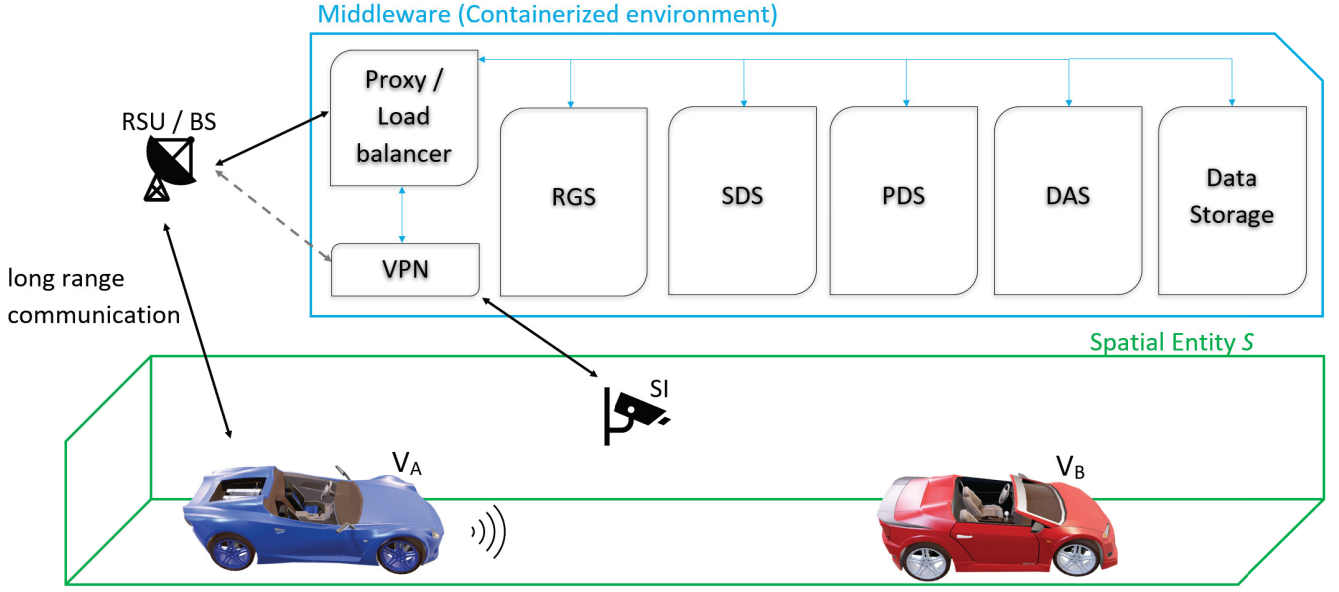 Middleware (Containerized environment)
Proxy /
Load
balancer
RSU / BS
RGS
SDS
PDS
DAS
Data
Storage
VPN
long range
communication
Spatial Entity S
SI
VA
VB